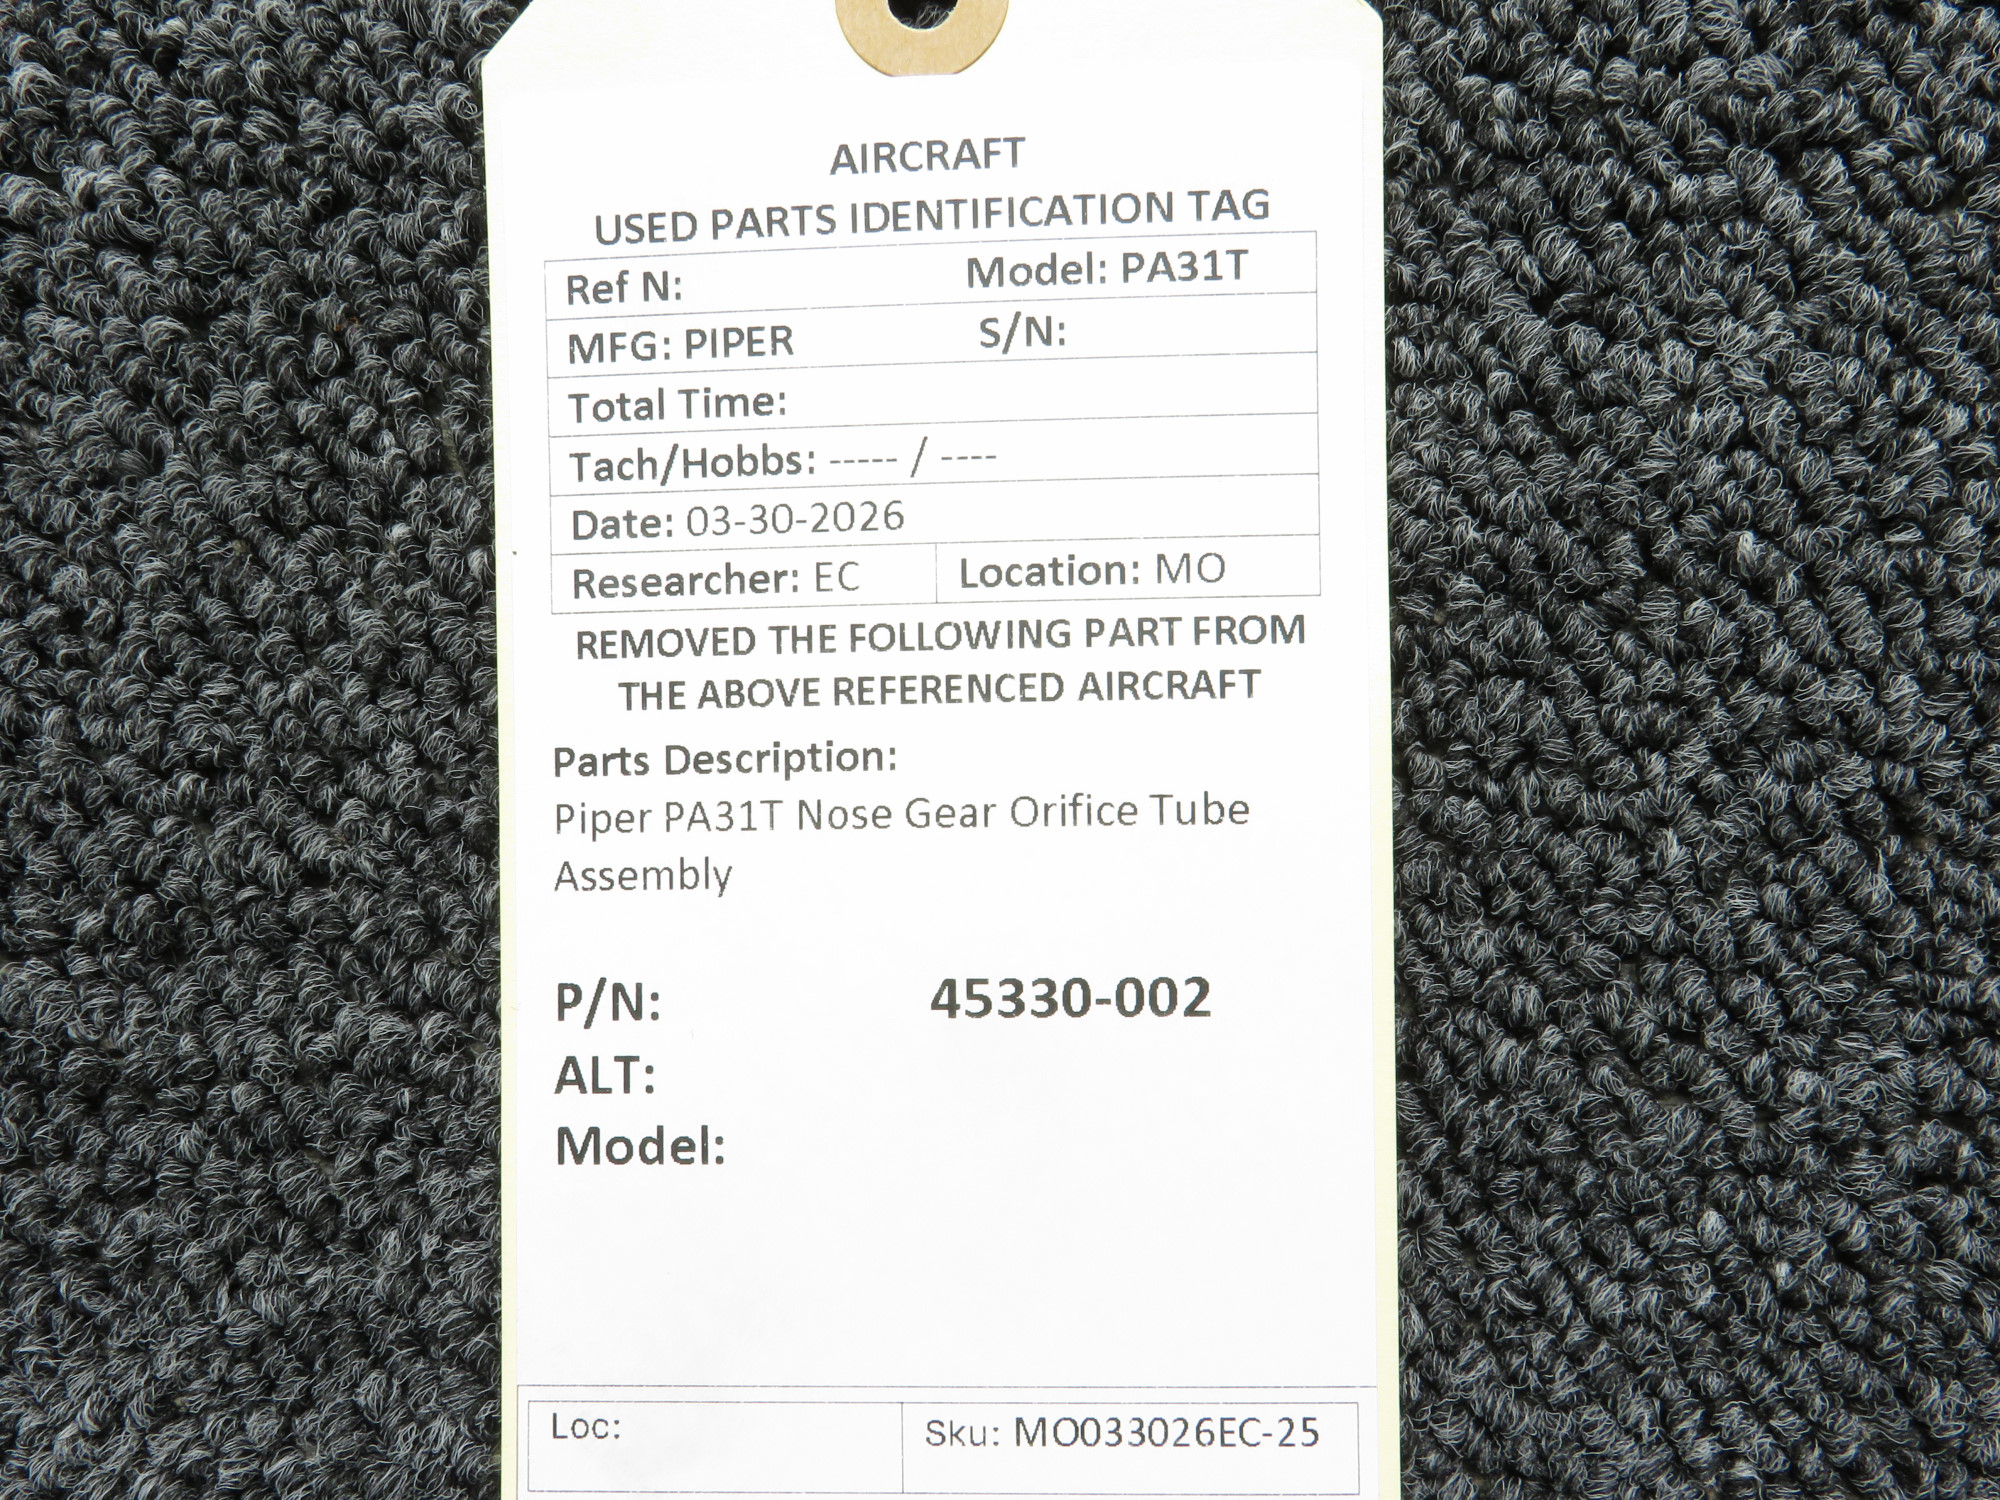 AIRCRAFT
USED PARTS IDENTIFICATION TAG
Ref N: Model: PA31T
MFG: PIPER S/N:
Total Time:
Tach/Hobbs: ----- / ----
Date: 03-30-2026
Researcher: EC Location: MO
REMOVED THE FOLLOWING PART FROM
THE ABOVE REFERENCED AIRCRAFT
Parts Description:
Piper PA31T Nose Gear Orifice Tube
Assembly
P/N: 45330-002
ALT:
Model:
Loc: Sku: MO033026EC-25